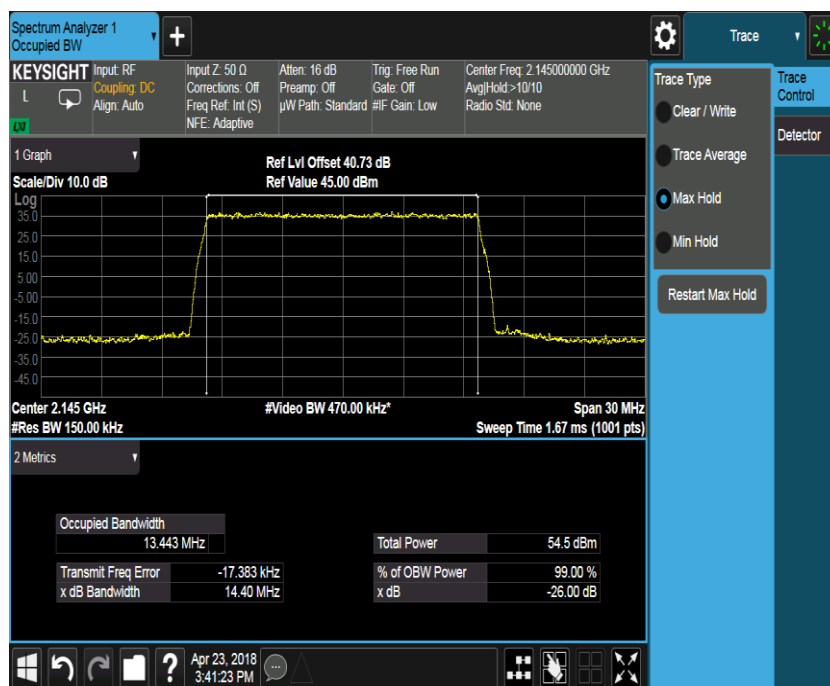 Spectrum Analyzer 1
Occupied BW
+
Trace
KEYSIGHT
L
LXI
Input: RF
Coupling: DC
Align: Auto
Input Z: 50 Ω
Corrections: Off
Freq Ref: Int (S)
NFE: Adaptive
Atten: 16 dB
Preamp: Off
µW Path: Standard
Trig: Free Run
Gate: Off
#IF Gain: Low
Center Freq: 2.145000000 GHz
Avg|Hold:>10/10
Radio Std: None
1 Graph
Scale/Div 10.0 dB
Ref Lvl Offset 40.73 dB
Ref Value 45.00 dBm
Log
35.0
25.0
15.0
5.00
-5.00
-15.0
-25.0
-35.0
-45.0
Center 2.145 GHz
#Res BW 150.00 kHz
#Video BW 470.00 kHz*
Span 30 MHz
Sweep Time 1.67 ms (1001 pts)
2 Metrics
Occupied Bandwidth
13.443 MHz
Transmit Freq Error -17.383 kHz
x dB Bandwidth 14.40 MHz
Total Power 54.5 dBm
% of OBW Power 99.00 %
x dB -26.00 dB
?
Apr 23, 2018
3:41:23 PM
Trace Type
Clear / Write
Trace Average
Max Hold
Min Hold
Restart Max Hold
Trace
Control
Detector